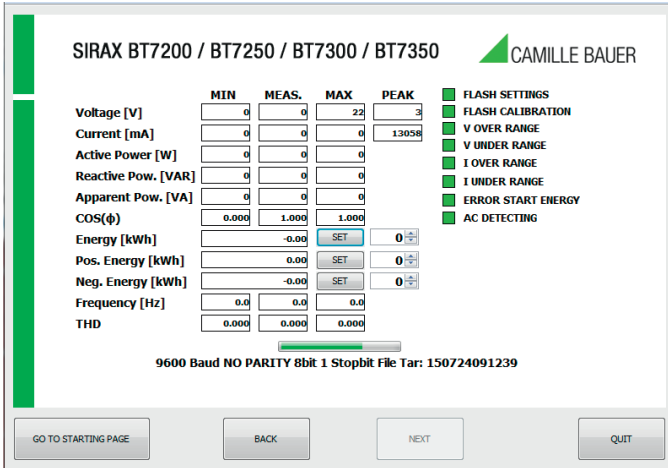 SIRAX BT7200 / BT7250 / BT7300 / BT7350
CAMILLE BAUER
MIN MEAS. MAX PEAK
Voltage [V] 0 0 22 3
Current [mA] 0 0 0 13058
Active Power [W] 0 0 0
Reactive Pow. [VAR] 0 0 0
Apparent Pow. [VA] 0 0 0
COS(ϕ) 0.000 1.000 1.000
Energy [kWh] -0.00 SET 0
Pos. Energy [kWh] 0.00 SET 0
Neg. Energy [kWh] -0.00 SET 0
Frequency [Hz] 0.0 0.0 0.0
THD 0.000 0.000 0.000
FLASH SETTINGS
FLASH CALIBRATION
V OVER RANGE
V UNDER RANGE
I OVER RANGE
I UNDER RANGE
ERROR START ENERGY
AC DETECTING
9600 Baud NO PARITY 8bit 1 Stopbit File Tar: 150724091239
GO TO STARTING PAGE BACK NEXT QUIT